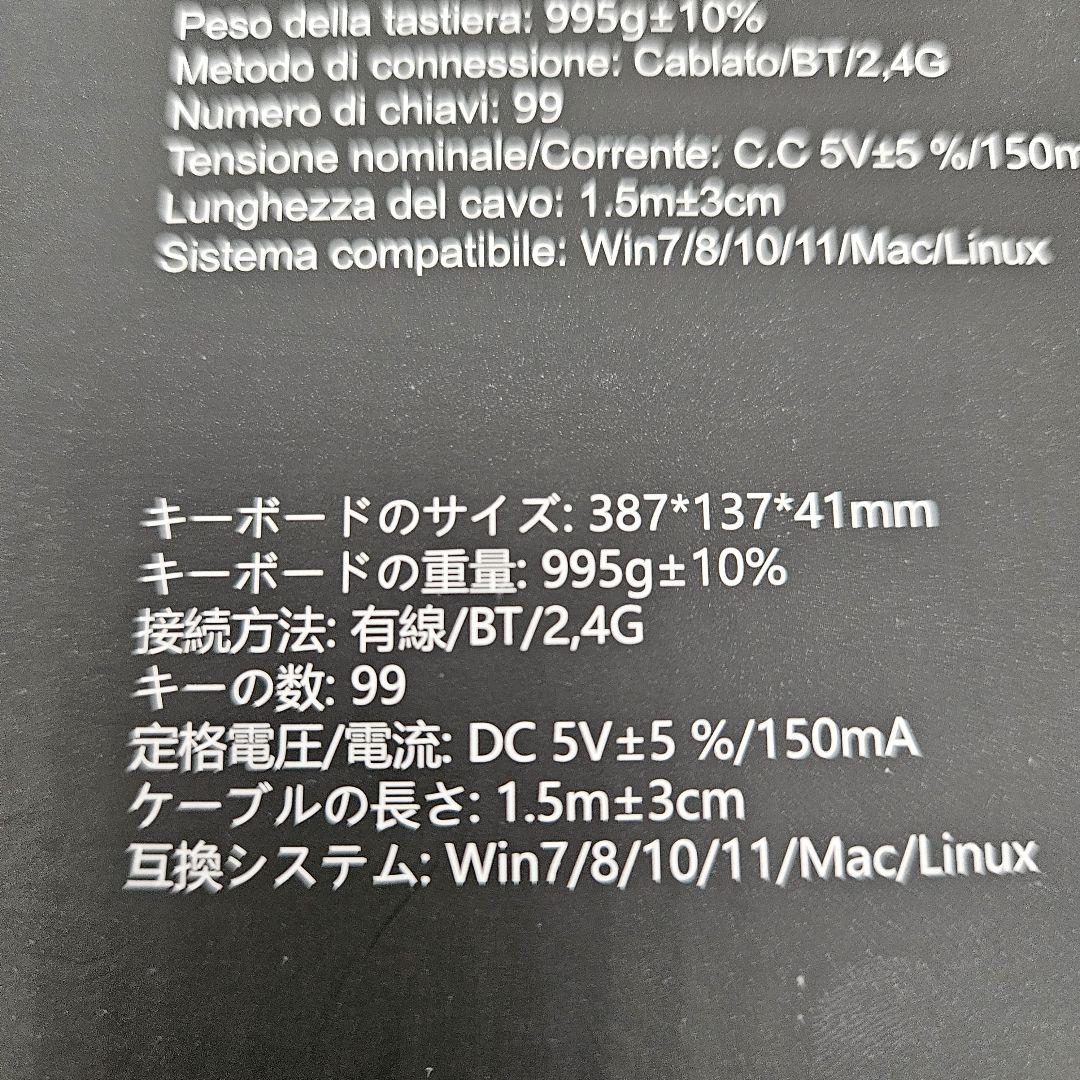 Peso della tastiera: 995g±10%
Metodo di connessione: Cablato/BT/2,4G
Numero di chiavi: 99
Tensione nominale/Corrente: C.C 5V±5 %/150m
Lunghezza del cavo: 1.5m±3cm
Sistema compatibile: Win7/8/10/11/Mac/Linux
キーボードのサイズ: 387*137*41mm
キーボードの重量: 995g±10%
接続方法: 有線/BT/2,4G
キーの数: 99
定格電圧/電流: DC 5V±5 %/150mA
ケーブルの長さ: 1.5m±3cm
互換システム: Win7/8/10/11/Mac/Linux